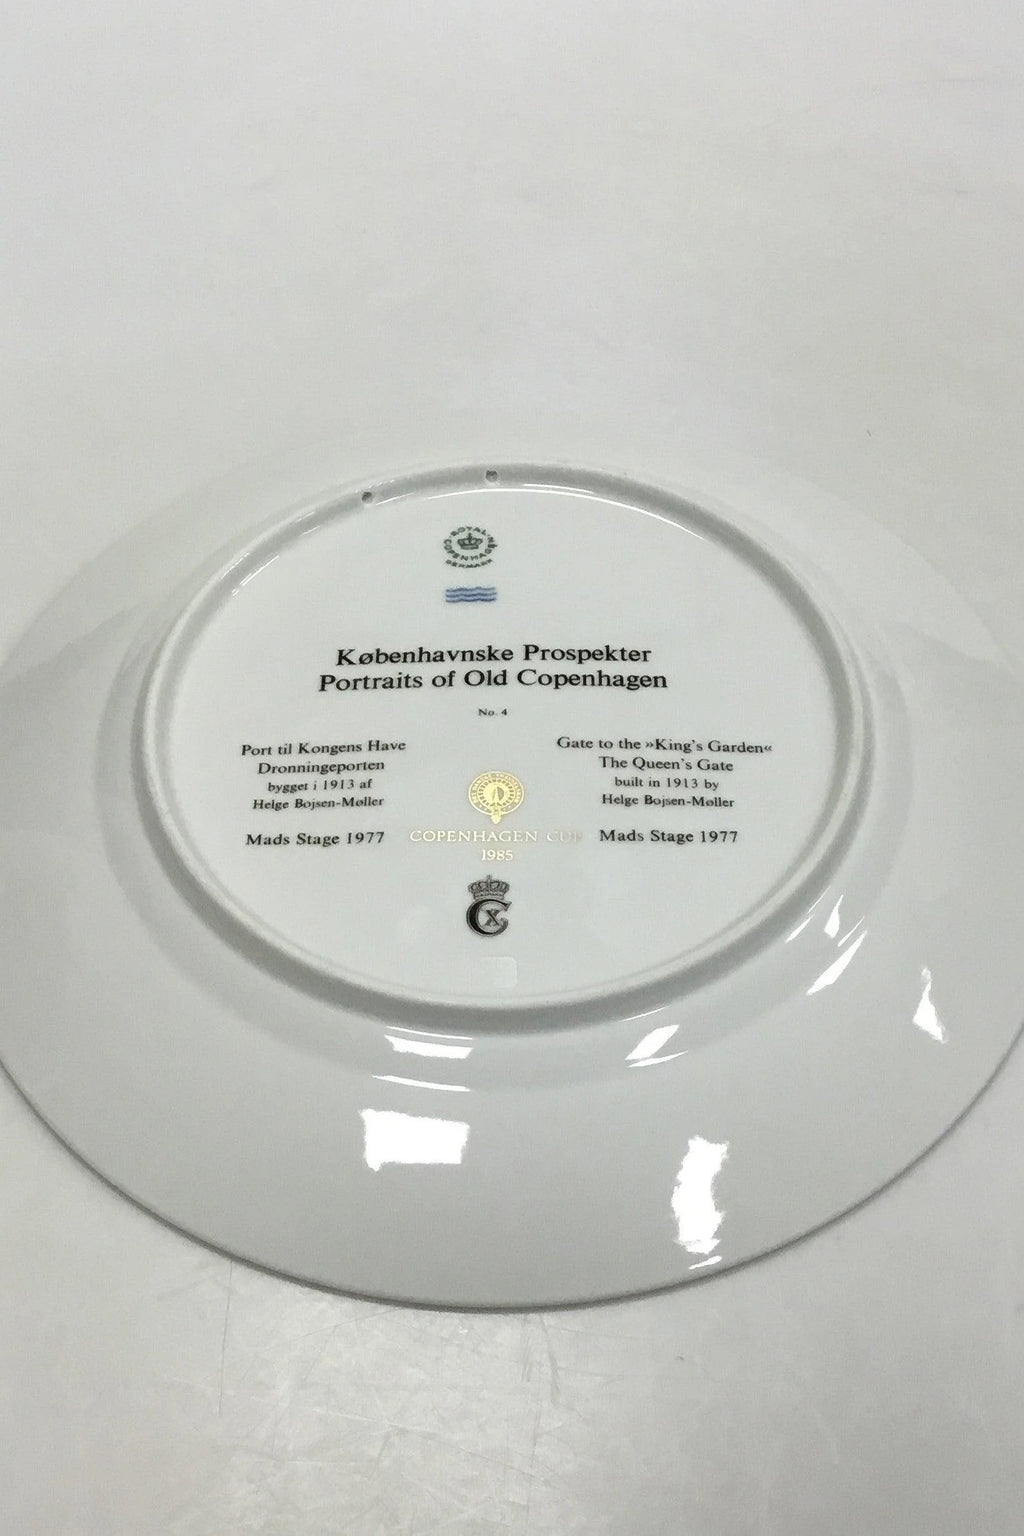 ROYAL
COPENHAGEN
DENMARK
Københavnske Prospekter
Portraits of Old Copenhagen
No. 4
Port til Kongens Have
Dronningeporten
bygget i 1913 af
Helge Bojsen-Møller
Mads Stage 1977
Gate to the »King's Garden«
The Queen's Gate
built in 1913 by
Helge Bojsen-Møller
Mads Stage 1977
COPENHAGEN CUP
1985
C X